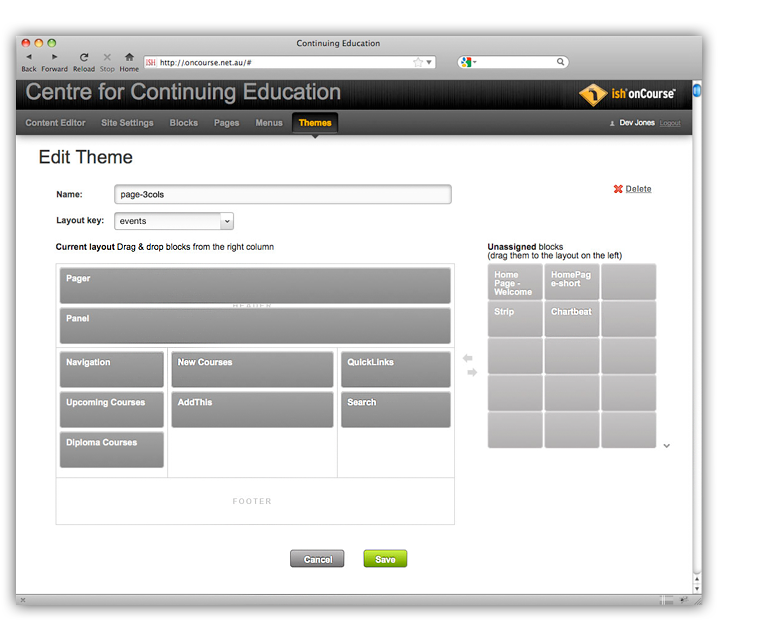 Continuing Education
Back Forward Reload Stop Home
ISH http://oncourse.net.au/#
Centre for Continuing Education
ish onCourse
Content Editor Site Settings Blocks Pages Menus Themes
Dev Jones Logout
Edit Theme
Name: page-3cols
Delete
Layout key: events
Current layout Drag & drop blocks from the right column
Unassigned blocks
(drag them to the layout on the left)
Pager
HEADER
Panel
Navigation New Courses QuickLinks
Upcoming Courses AddThis Search
Diploma Courses
FOOTER
Home
Page -
Welcome
HomePag
e-short
Strip Chartbeat
Cancel Save